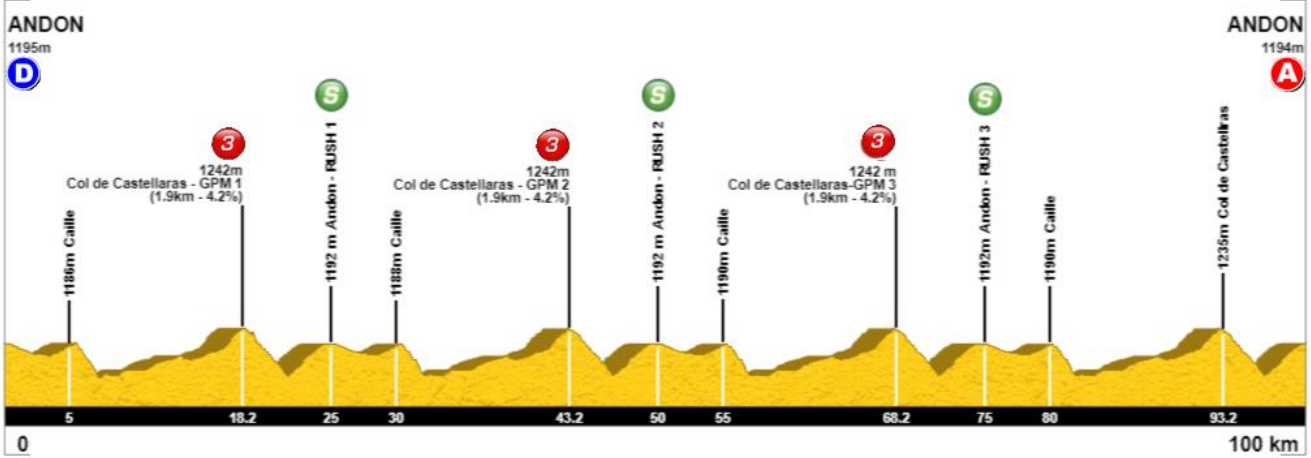 ANDON
1195m
D
ANDON
1194m
A
S
S
S
3
1242m
Col de Castellaras - GPM 1
(1.9km - 4.2%)
3
1242m
Col de Castellaras - GPM 2
(1.9km - 4.2%)
3
1242 m
Col de Castellaras-GPM 3
(1.9km - 4.2%)
1186m Caille
1192 m Andon - RUSH 1
1188m Caille
1192 m Andon - RUSH 2
1190m Caille
1192m Andon - RUSH 3
1190m Caille
1235m Col de Castellras
5
18.2
25
30
43.2
50
55
68.2
75
80
93.2
0
100 km